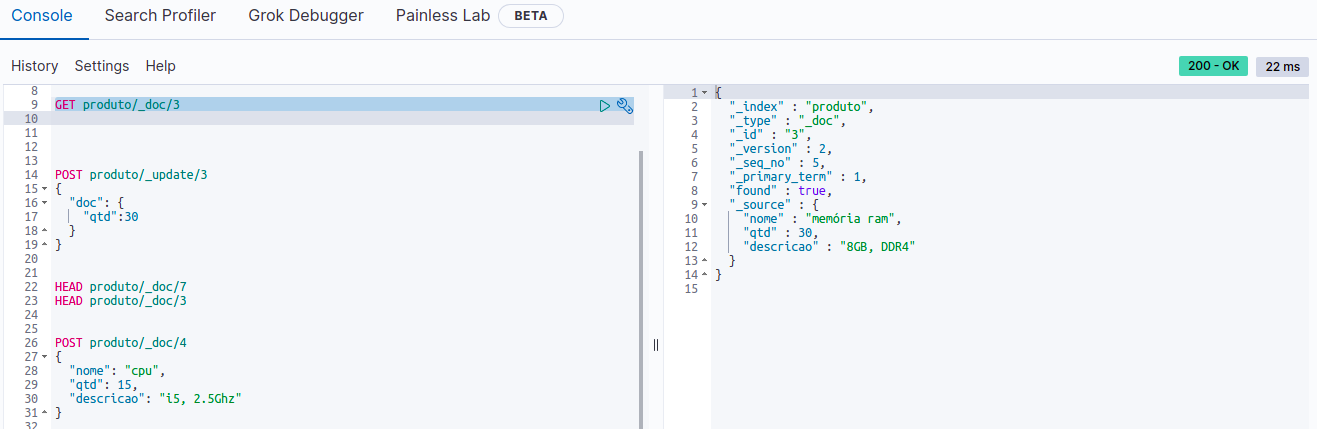 Console Search Profiler Grok Debugger Painless Lab BETA
History Settings Help 200 - OK 22 ms
8
9 GET produto/_doc/3
10
11
12
13
14 POST produto/_update/3
15 {
16 "doc": {
17 "qtd":30
18 }
19 }
20
21
22 HEAD produto/_doc/7
23 HEAD produto/_doc/3
24
25
26 POST produto/_doc/4
27 {
28 "nome": "cpu",
29 "qtd": 15,
30 "descricao": "i5, 2.5Ghz"
31 }
32
1 {
2 "_index" : "produto",
3 "_type" : "_doc",
4 "_id" : "3",
5 "_version" : 2,
6 "_seq_no" : 5,
7 "_primary_term" : 1,
8 "found" : true,
9 "_source" : {
10 "nome" : "memória ram",
11 "qtd" : 30,
12 "descricao" : "8GB, DDR4"
13 }
14 }
15